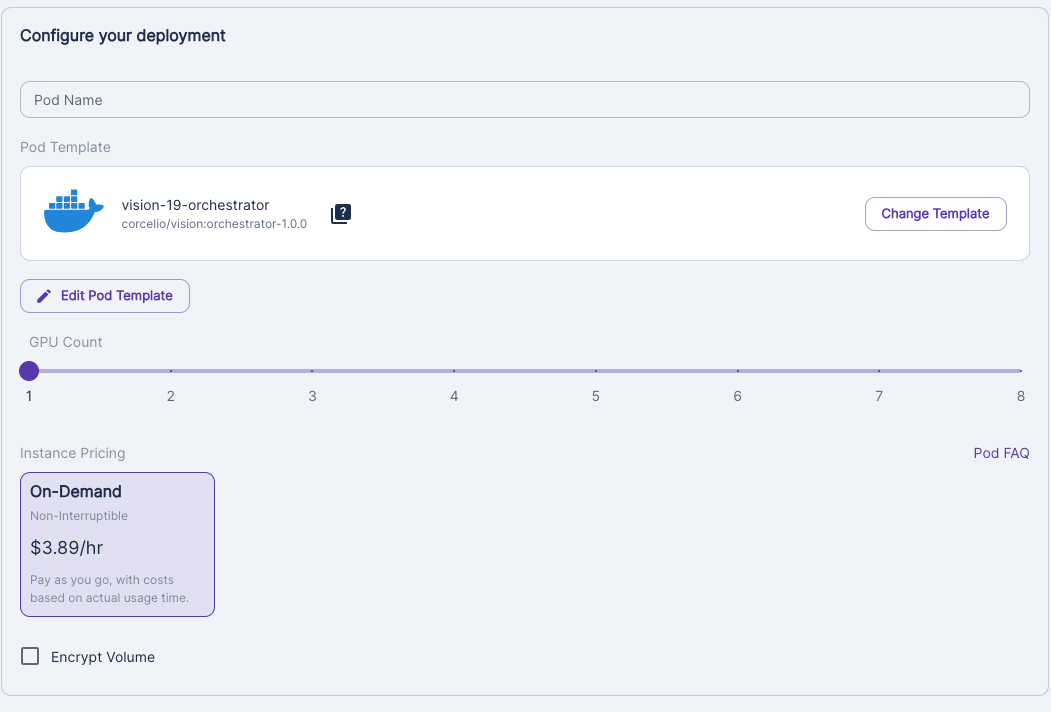 Configure your deployment
Pod Name
Pod Template
vision-19-orchestrator
corcelio/vision:orchestrator-1.0.0
?
Change Template
Edit Pod Template
GPU Count
1 2 3 4 5 6 7 8
Instance Pricing
Pod FAQ
On-Demand
Non-Interruptible
$3.89/hr
Pay as you go, with costs
based on actual usage time.
Encrypt Volume